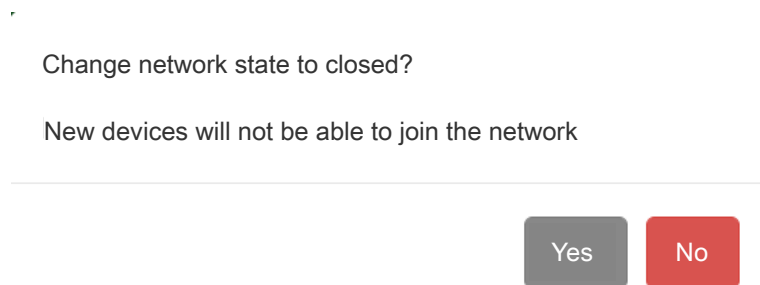 Change network state to closed?
New devices will not be able to join the network
Yes No